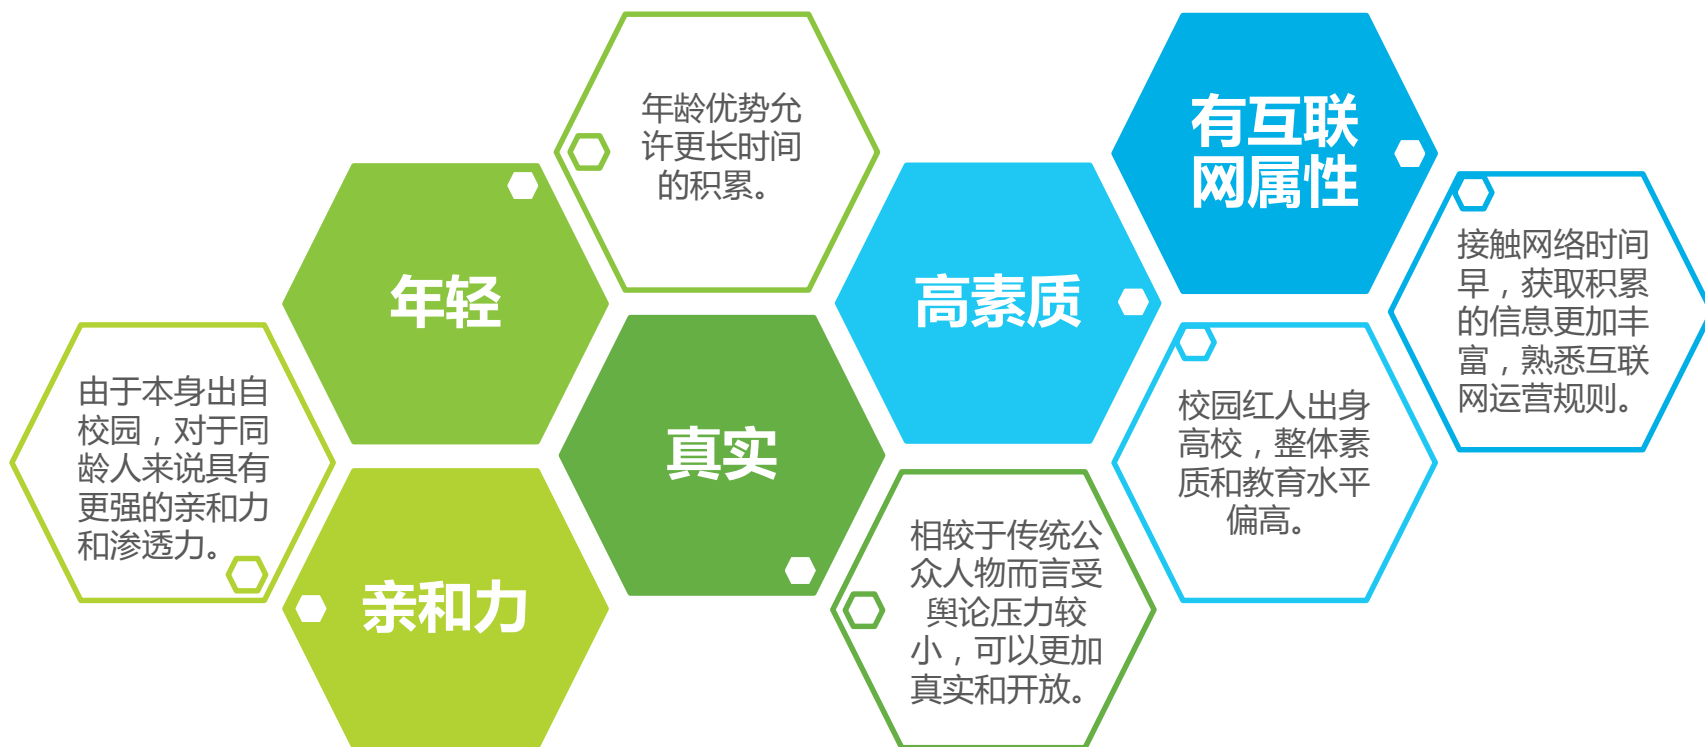 年龄优势允
许更长时间
的积累。
有互联
网属性
年轻
高素质
接触网络时间
早，获取积累
的信息更加丰
富，熟悉互联
网运营规则。
由于本身出自
校园，对于同
龄人来说具有
更强的亲和力
和渗透力。
真实
校园红人出身
高校，整体素
质和教育水平
偏高。
亲和力
相较于传统公
众人物而言受
舆论压力较
小，可以更加
真实和开放。